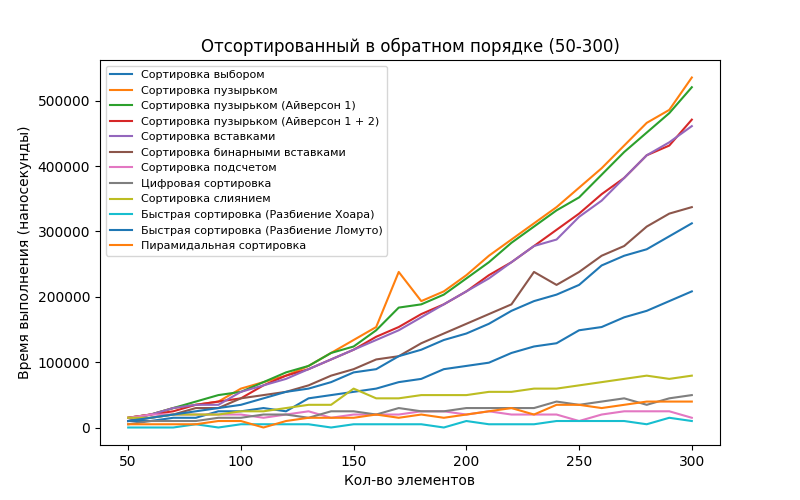 Отсортированный в обратном порядке (50-300)
Время выполнения (наносекунды)
500000
400000
300000
200000
100000
0
Сортировка выбором
Сортировка пузырьком
Сортировка пузырьком (Айверсон 1)
Сортировка пузырьком (Айверсон 1 + 2)
Сортировка вставками
Сортировка бинарными вставками
Сортировка подсчетом
Цифровая сортировка
Сортировка слиянием
Быстрая сортировка (Разбиение Хоара)
Быстрая сортировка (Разбиение Ломуто)
Пирамидальная сортировка
50 100 150 200 250 300
Кол-во элементов